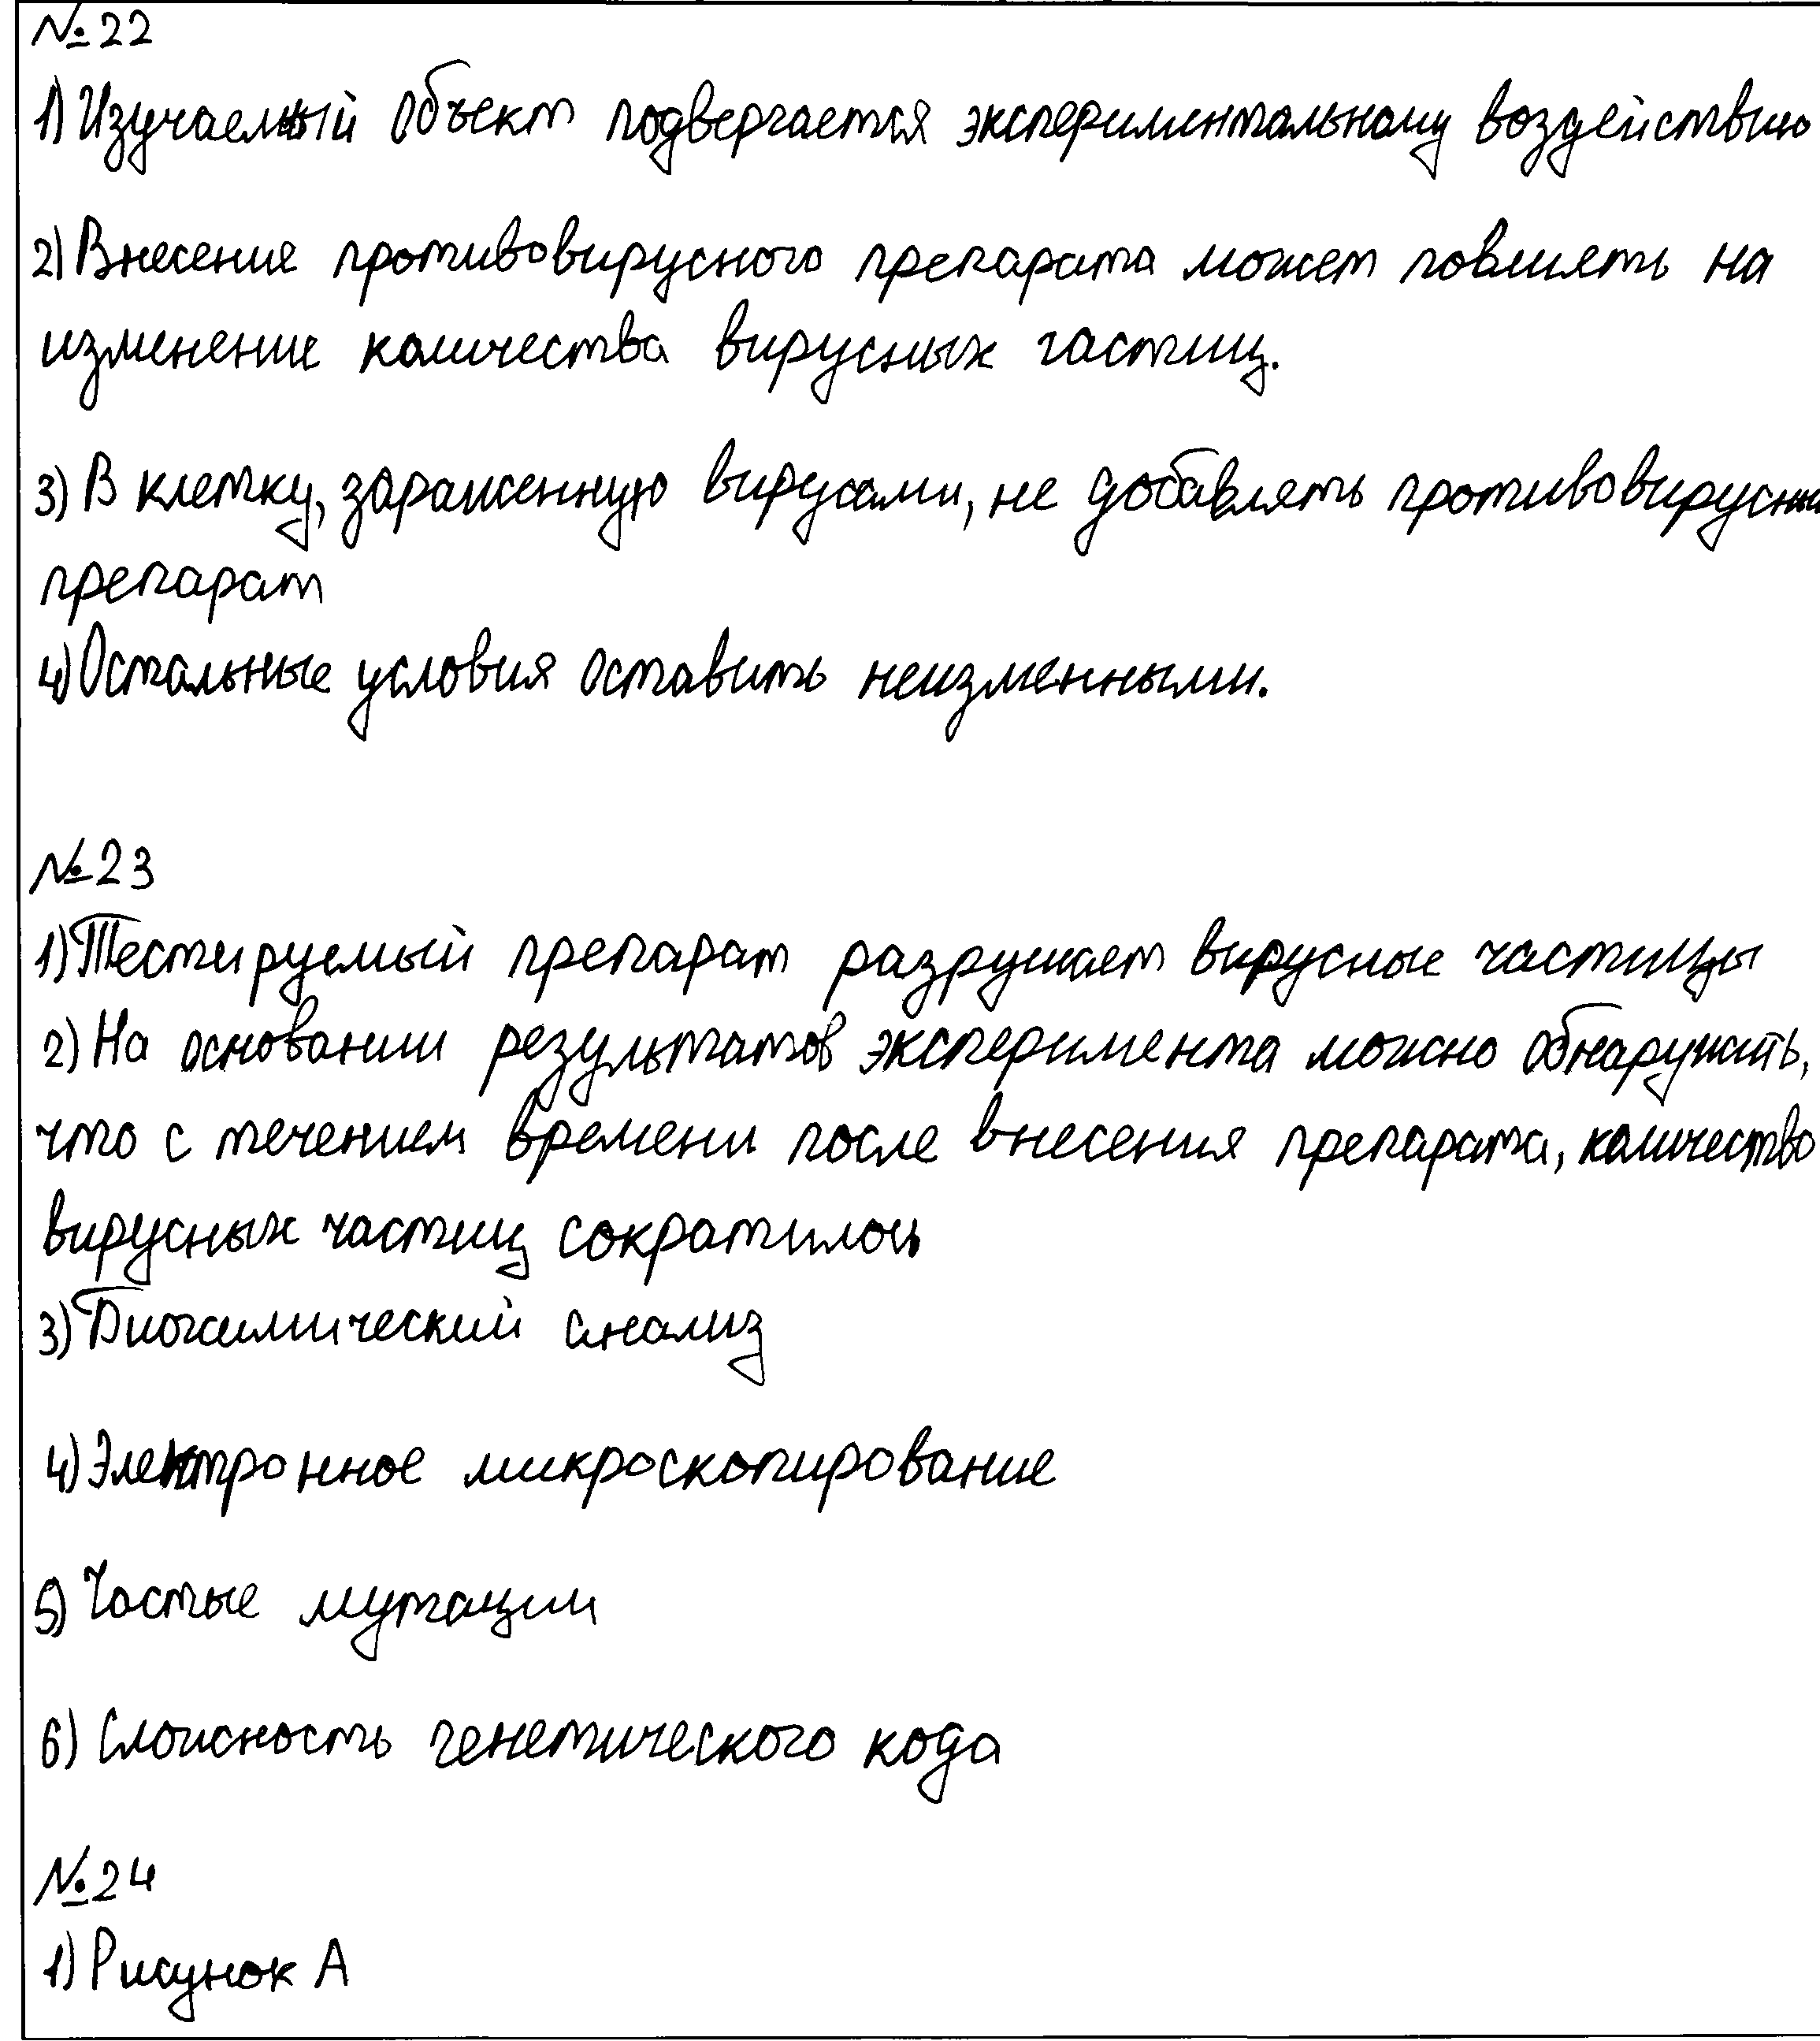 №22
1) Изучаемый объект подвергается экспериментальному воздействию
2) Внесение противовирусного препарата может повлиять на
изменение количества вирусных частиц.
3) В клетку, зараженную вирусами, не добавлять противовирусный
препарат
4) Остальные условия оставить неизменными.
№23
1) Тестируемый препарат разрушает вирусные частицы
2) На основании результатов эксперимента можно обнаружить,
что с течением времени после внесения препарата, количество
вирусных частиц сократилось
3) Биохимический анализ
4) Электронное микроскопирование
5) Частые мутации
6) Сложность генетического кода
№24
1) Рисунок А